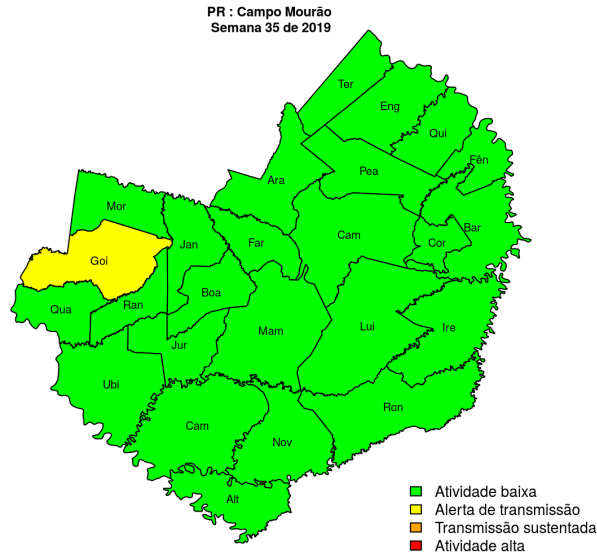 PR : Campo Mourão
Semana 35 de 2019
Ter
Eng
Qui
Fên
Pea
Ara
Mor
Bar
Cam
Cor
Far
Jan
Goi
Boa
Ran
Qua
Lui
Ire
Mam
Jur
Ubi
Ron
Cam
Nov
Alt
Atividade baixa
Alerta de transmissão
Transmissão sustentada
Atividade alta